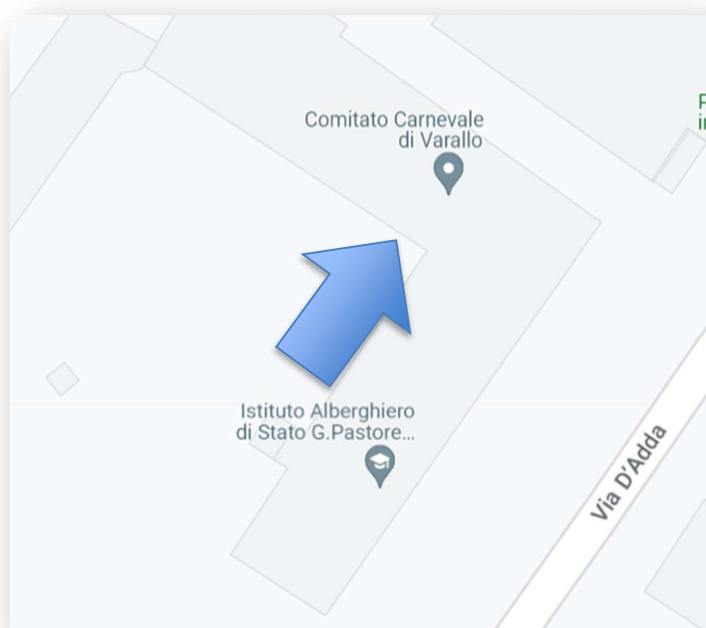 Comitato Carnevale
di Varallo
Istituto Alberghiero
di Stato G.Pastore...
Via D'Adda